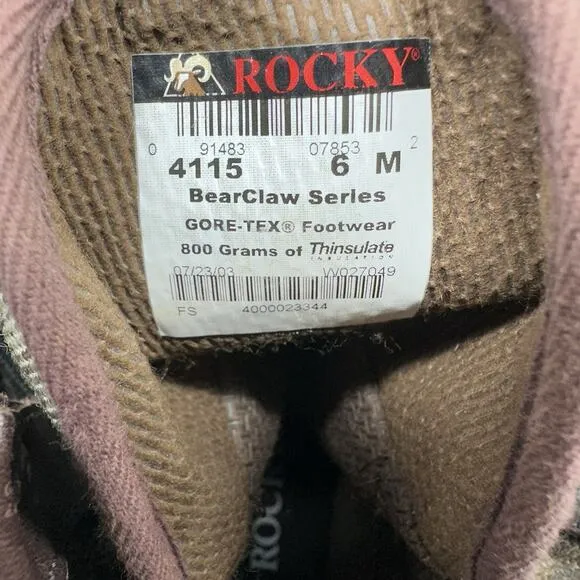 ROCKY®
0 91483 07853 2
4115 6 M
BearClaw Series
GORE-TEX® Footwear
800 Grams of Thinsulate
INSULATION
07/23/03 W027049
FS 4000023344
ROC